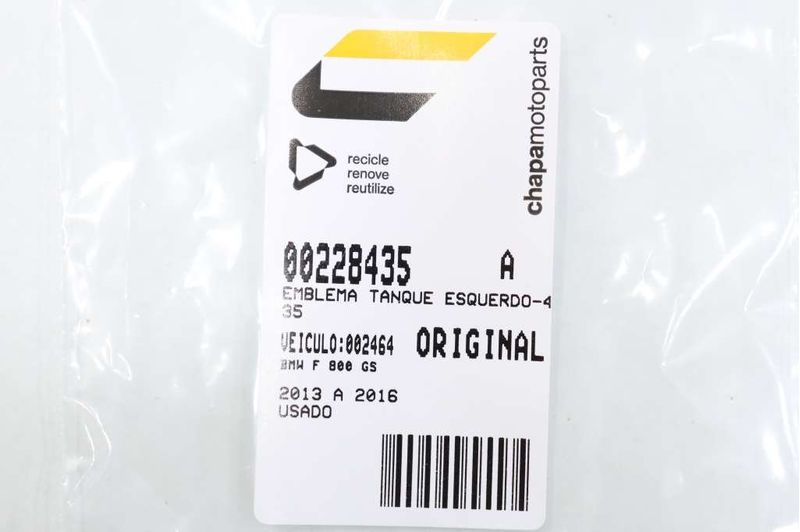 chapamotoparts
recicle
renove
reutilize
00228435 A
EMBLEMA TANQUE ESQUERDO-4
35
VEICULO:002464 ORIGINAL
BMW F 800 GS
2013 A 2016
USADO